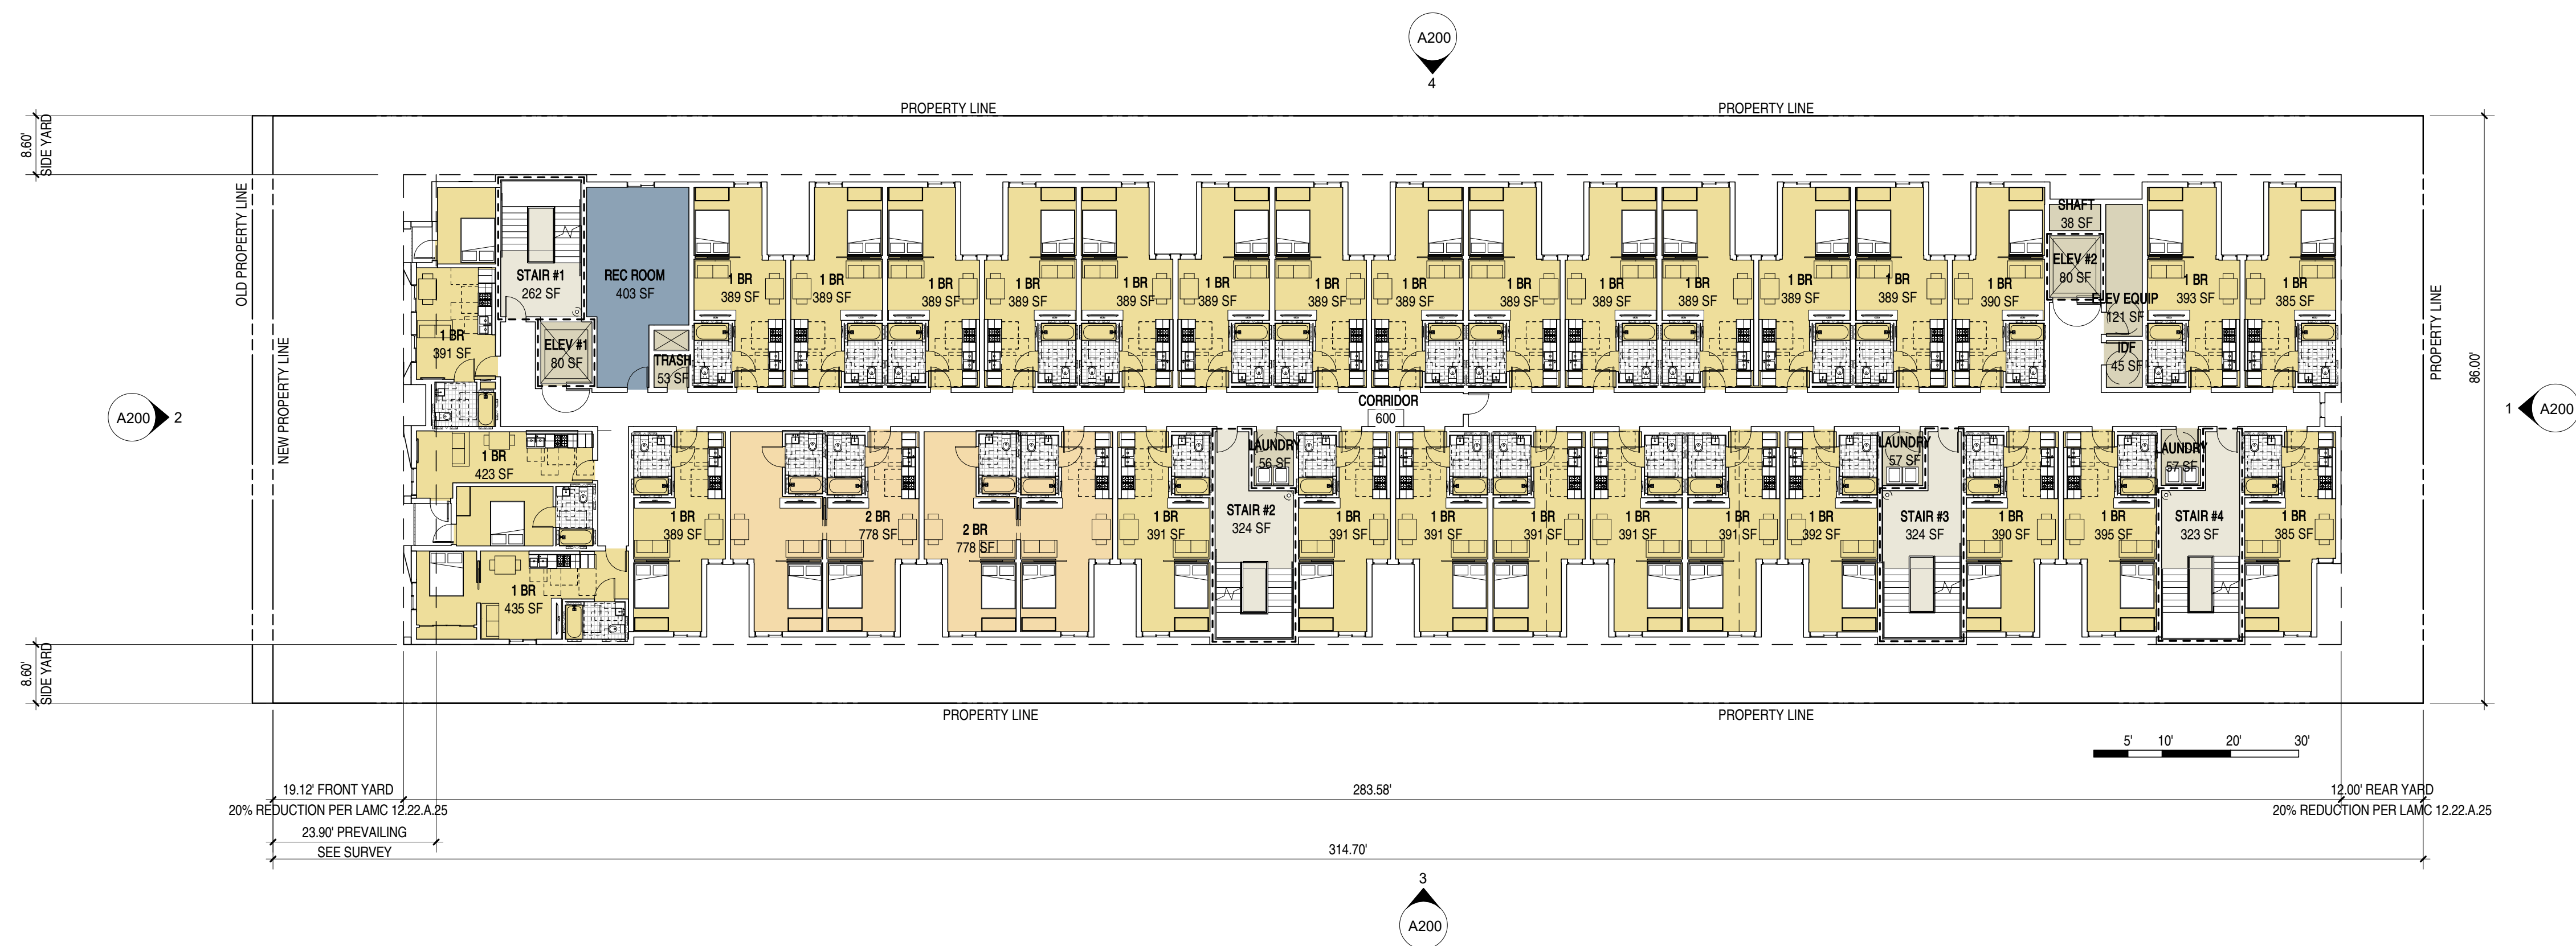 A200
4
PROPERTY LINE
PROPERTY LINE
8.60'
SIDE YARD
OLD PROPERTY LINE
NEW PROPERTY LINE
PROPERTY LINE
86.00'
A200
2
1
A200
STAIR #1
262 SF
REC ROOM
403 SF
1 BR
391 SF
ELEV #1
80 SF
TRASH
53 SF
1 BR
389 SF
1 BR
389 SF
1 BR
389 SF
1 BR
389 SF
1 BR
389 SF
1 BR
389 SF
1 BR
389 SF
1 BR
389 SF
1 BR
389 SF
1 BR
389 SF
1 BR
389 SF
1 BR
389 SF
1 BR
389 SF
1 BR
390 SF
SHAFT
38 SF
ELEV #2
80 SF
ELEV EQUIP
121 SF
IDF
45 SF
1 BR
393 SF
1 BR
385 SF
CORRIDOR
600
1 BR
423 SF
1 BR
435 SF
1 BR
389 SF
2 BR
778 SF
2 BR
778 SF
1 BR
391 SF
STAIR #2
324 SF
LAUNDRY
56 SF
1 BR
391 SF
1 BR
391 SF
1 BR
391 SF
1 BR
391 SF
1 BR
391 SF
1 BR
392 SF
LAUNDRY
57 SF
STAIR #3
324 SF
1 BR
390 SF
1 BR
395 SF
LAUNDRY
57 SF
STAIR #4
323 SF
1 BR
385 SF
8.60'
SIDE YARD
PROPERTY LINE
PROPERTY LINE
5'
10'
20'
30'
19.12' FRONT YARD
20% REDUCTION PER LAMC 12.22.A.25
283.58'
12.00' REAR YARD
20% REDUCTION PER LAMC 12.22.A.25
23.90' PREVAILING
SEE SURVEY
314.70'
3
A200